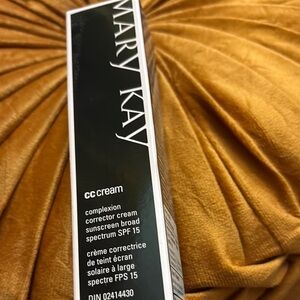 MARY KAY
cc cream
complexion
corrector cream
sunscreen broad
spectrum SPF 15
crème correctrice
de teint écran
solaire à large
spectre FPS 15
DIN 02414430